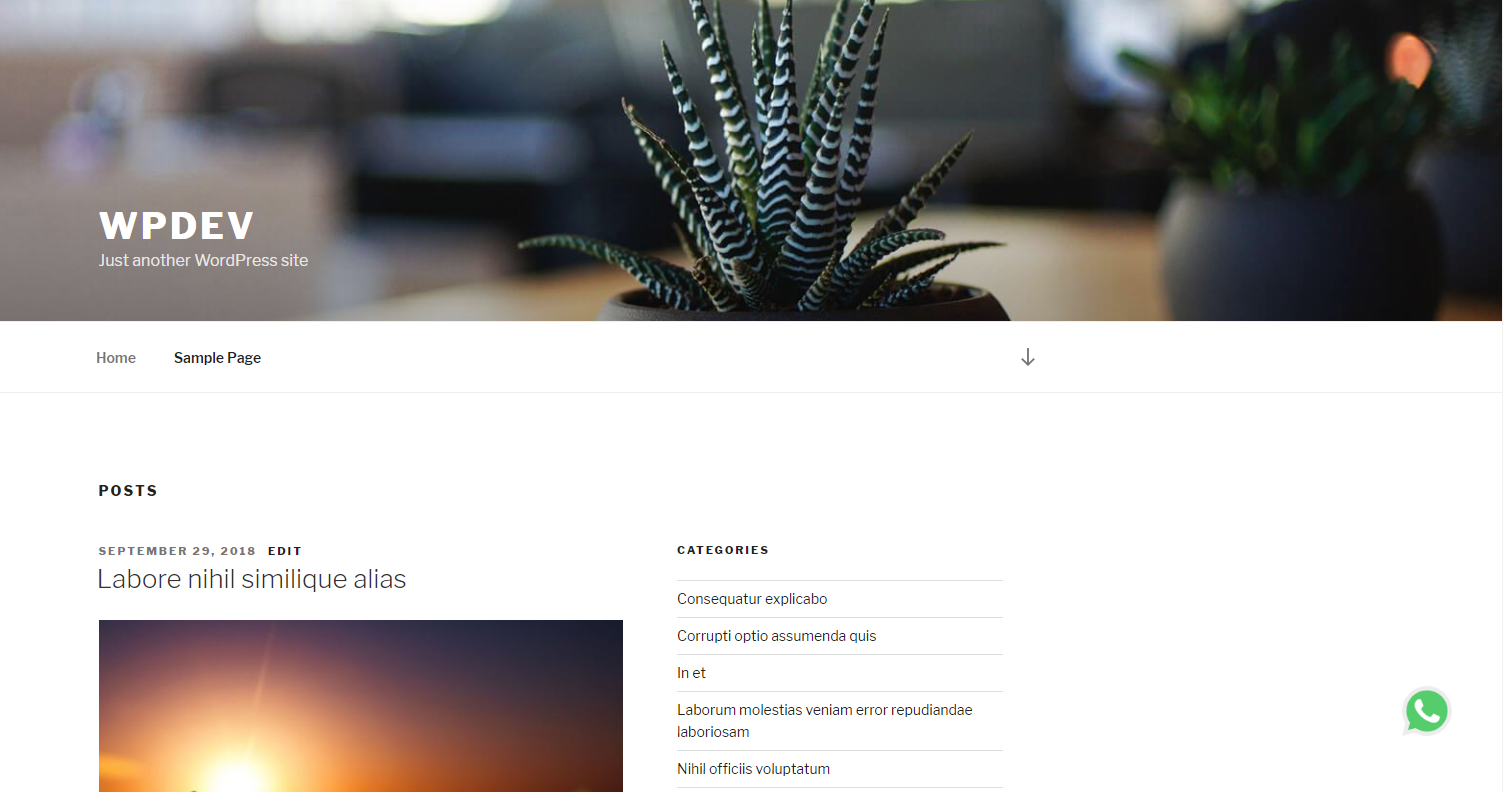 WPDEV
Just another WordPress site
Home
Sample Page
POSTS
SEPTEMBER 29, 2018 EDIT
Labore nihil similique alias
CATEGORIES
Consequatur explicabo
Corrupti optio assumenda quis
In et
Laborum molestias veniam error repudiandae
laboriosam
Nihil officiis voluptatum